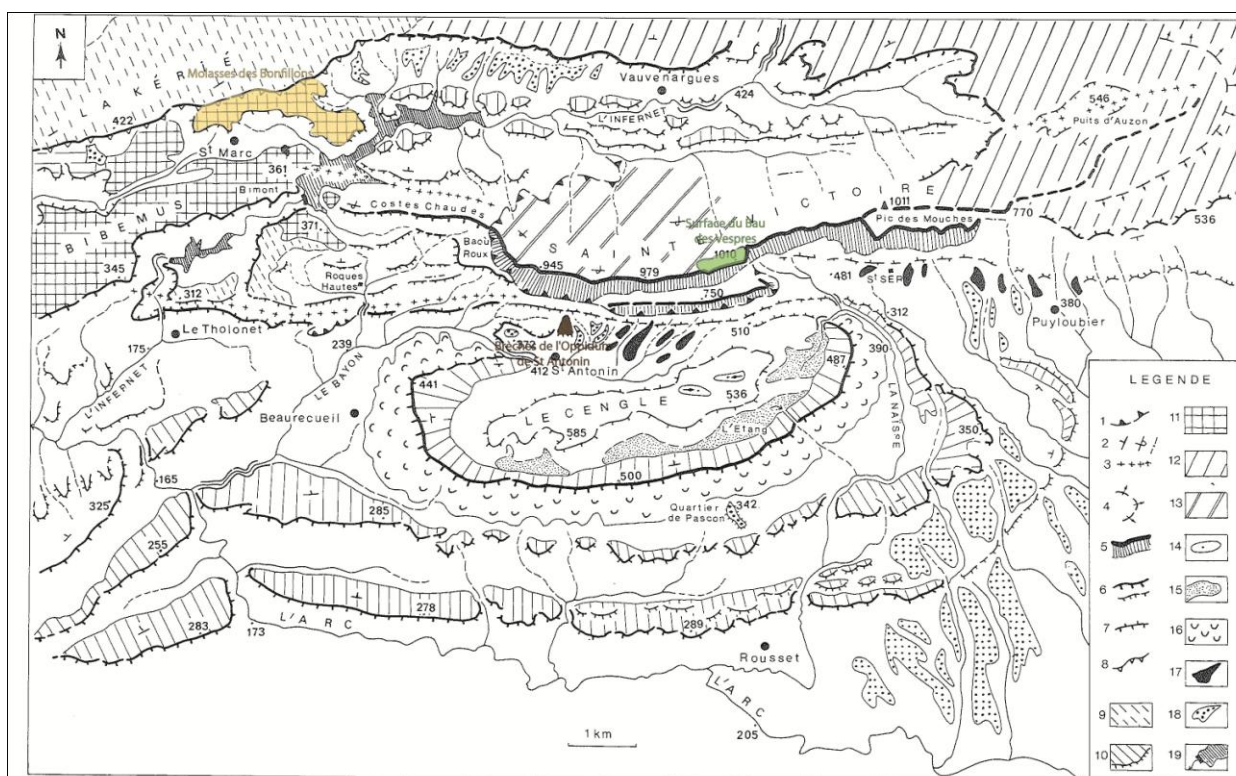 N
LAKÉRIÉ
Molasses des Bonfillons
422
Vauvenargues
424
L'INFERNET
546
Puits d'Auzon
St Marc
361
Bimont
BIBEMUS
Costes Chaudes
SAINTE VICTOIRE
1011
Pic des Mouches
770
536
Surface du Bau
des Vespres
1010
371
Baou
Roux
945
979
345
Roques
Hautes
312
750
481
St SER
380
Puyloubier
Le Tholonet
175
239
510
312
390
Brèches de l'Oppidum
de St Antonin
372
412
St Antonin
487
441
LE BAYON
L'INFERNET
Beaurecueil
LE CENGLE
536
585
L'Etang
500
350
165
325
285
Quartier
de Pascon
342
255
278
289
283
173
L'ARC
Rousset
L'ARC
205
1 km
LEGENDE
1
2
3
4
5
6
7
8
9
10
11
12
13
14
15
16
17
18
19